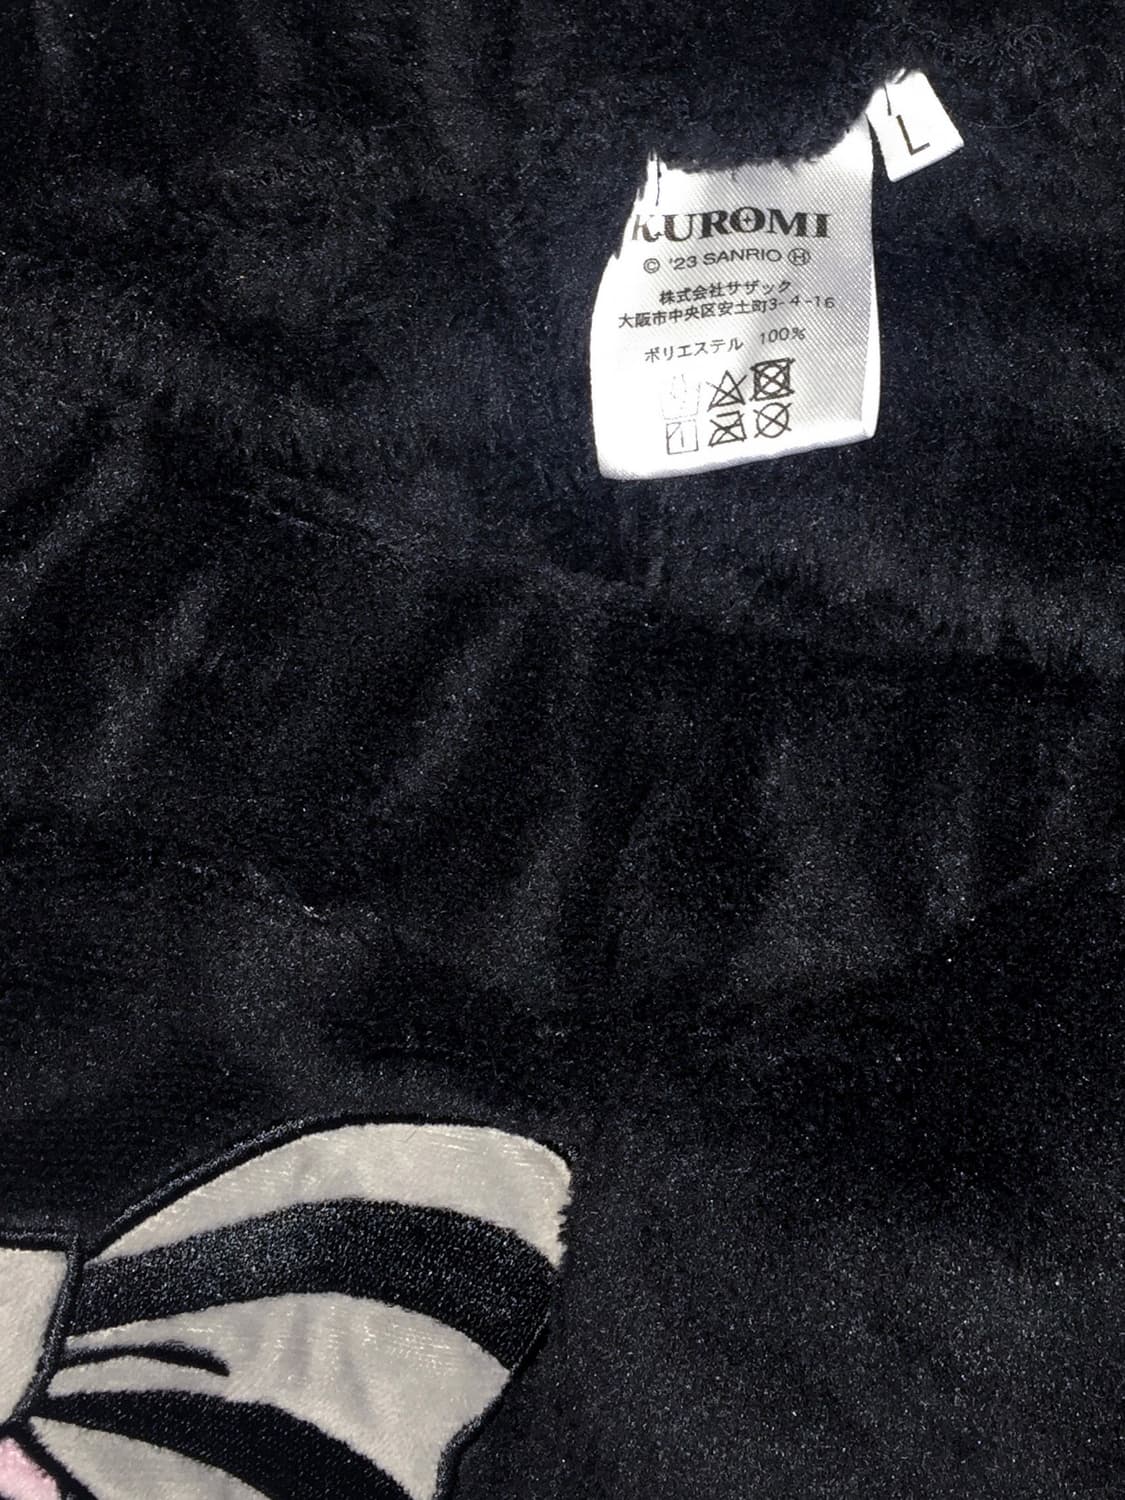 L
KUROMI
© '23 SANRIO Ⓗ
株式会社サザック
大阪市中央区安土町3-4-16
ポリエステル 100%